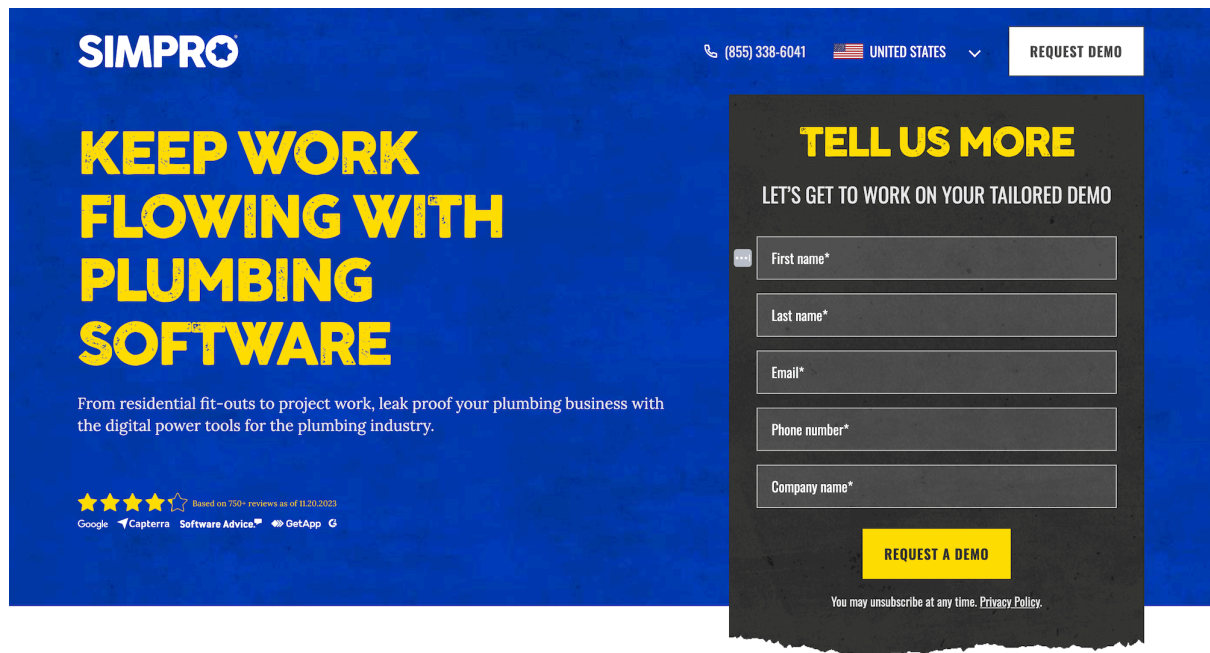 SIMPRO
(855) 338-6041
UNITED STATES
REQUEST DEMO
KEEP WORK
FLOWING WITH
PLUMBING
SOFTWARE
From residential fit-outs to project work, leak proof your plumbing business with
the digital power tools for the plumbing industry.
Based on 750+ reviews as of 11.20.2023
Google Capterra Software Advice. GetApp G
TELL US MORE
LET'S GET TO WORK ON YOUR TAILORED DEMO
First name*
Last name*
Email*
Phone number*
Company name*
REQUEST A DEMO
You may unsubscribe at any time. Privacy Policy.